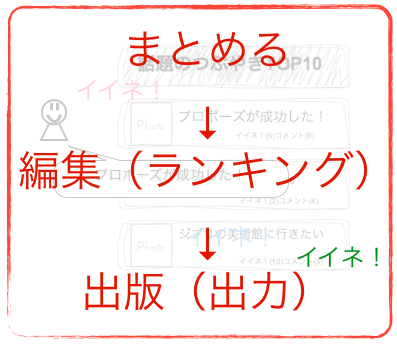 まとめる
話題のつぶやきTOP10
イイネ！
↓
プロポーズが成功した！
Photo
イイネ！(5)コメント(6)
編集（ランキング）
プロポーズが成功した！
イイネ！(2)コメント(4)
↓
ジブリの美術館に行きたい
イイネ！
Photo
イイネ！
イイネ！(10)コメント
出版（出力）